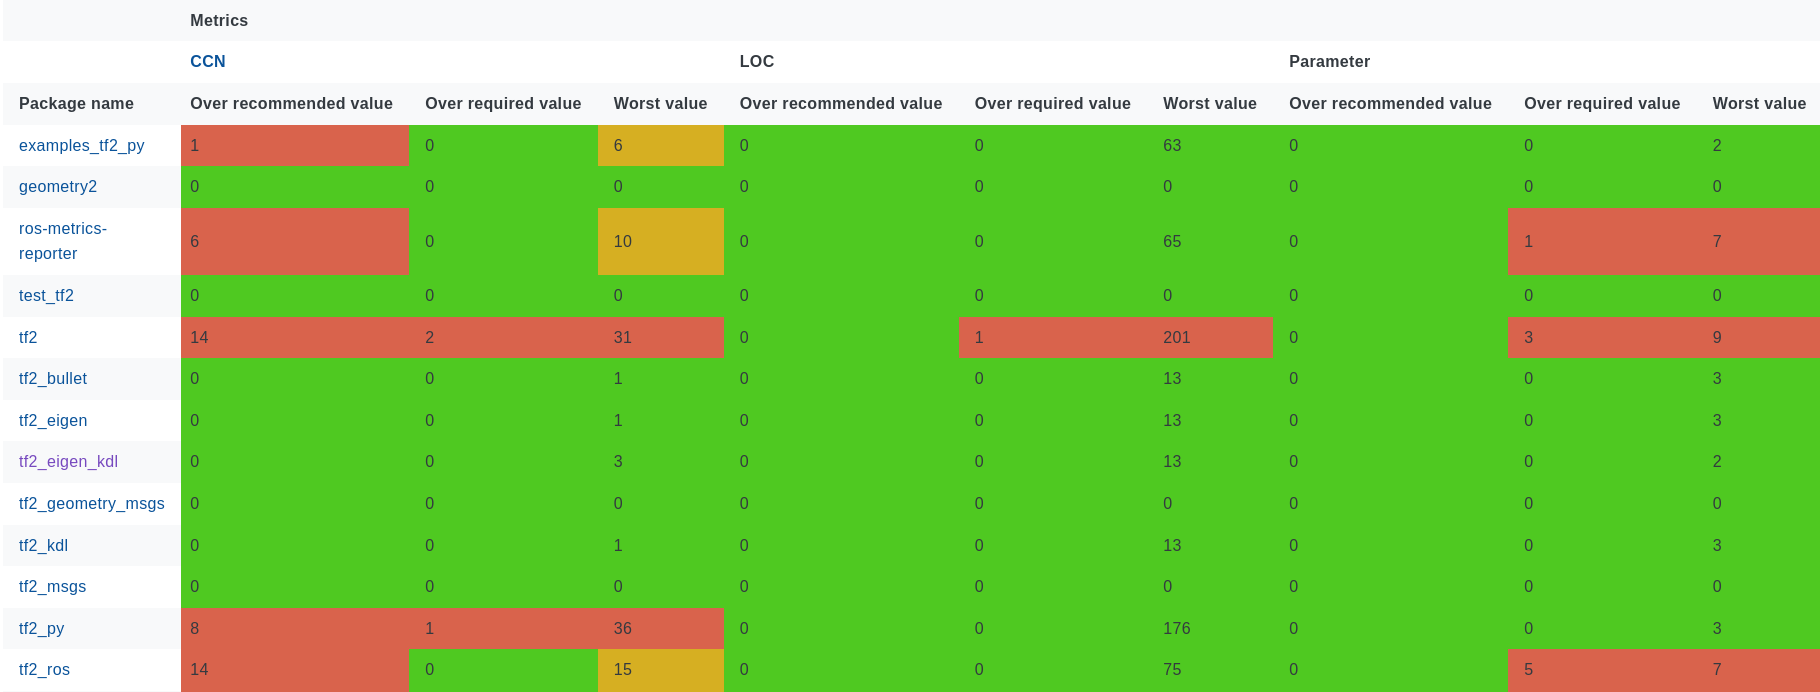 Metrics
CCN LOC Parameter
Package name Over recommended value Over required value Worst value Over recommended value Over required value Worst value Over recommended value Over required value Worst value
examples_tf2_py 1 0 6 0 0 63 0 0 2
geometry2 0 0 0 0 0 0 0 0 0
ros-metrics-
reporter 6 0 10 0 0 65 0 1 7
test_tf2 0 0 0 0 0 0 0 0 0
tf2 14 2 31 0 1 201 0 3 9
tf2_bullet 0 0 1 0 0 13 0 0 3
tf2_eigen 0 0 1 0 0 13 0 0 3
tf2_eigen_kdl 0 0 3 0 0 13 0 0 2
tf2_geometry_msgs 0 0 0 0 0 0 0 0 0
tf2_kdl 0 0 1 0 0 13 0 0 3
tf2_msgs 0 0 0 0 0 0 0 0 0
tf2_py 8 1 36 0 0 176 0 0 3
tf2_ros 14 0 15 0 0 75 0 5 7